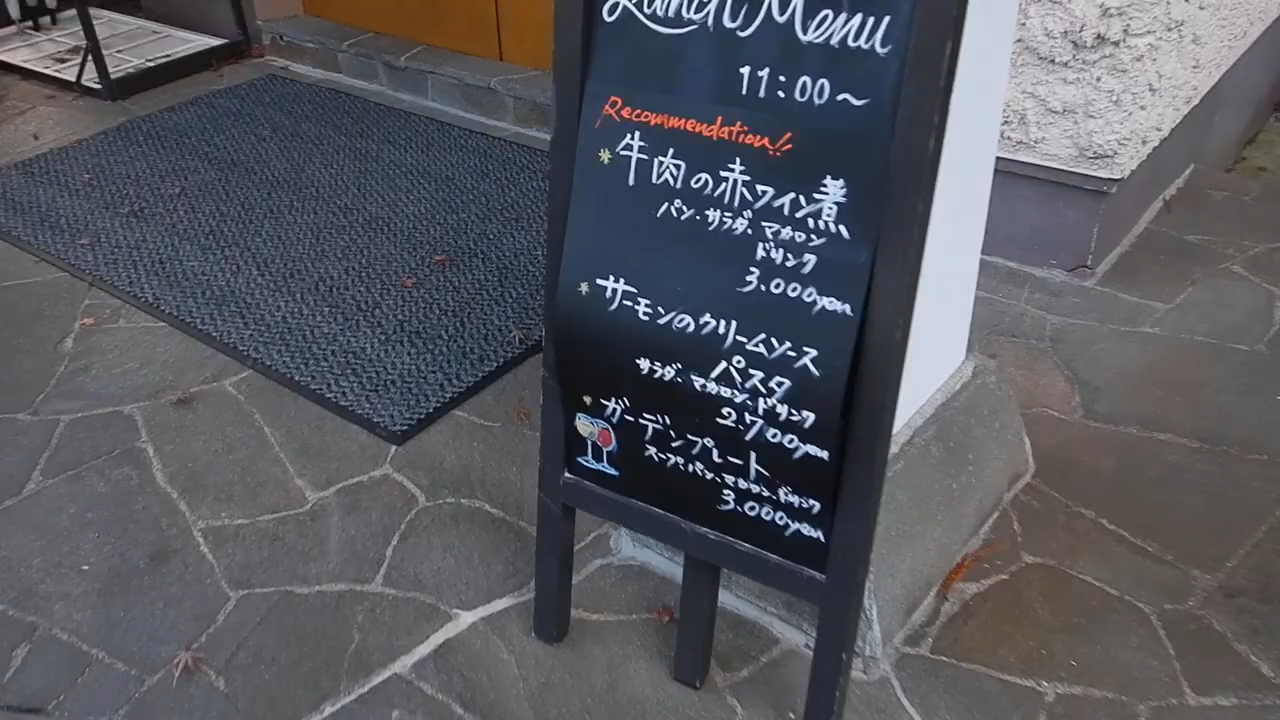 Lunch Menu
11:00〜
Recommendation!!
*牛肉の赤ワイン煮
パン・サラダ、マカロン
ドリンク
3.000yen
*サーモンのクリームソース
パスタ
サラダ、マカロン、ドリンク
2.700yen
*ガーデンプレート
スープ、パン、マカロン、ドリンク
3.000yen